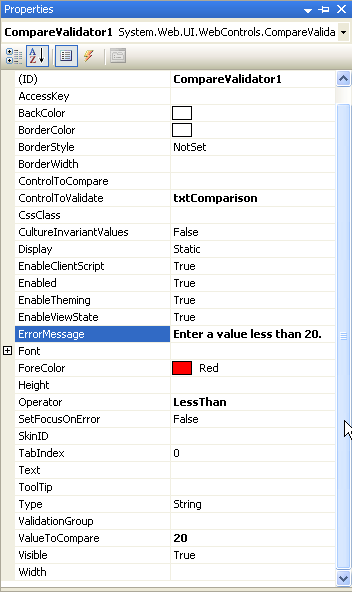 Properties
CompareValidator1 System.Web.UI.WebControls.CompareValida
(ID) CompareValidator1
AccessKey
BackColor
BorderColor
BorderStyle NotSet
BorderWidth
ControlToCompare
ControlToValidate txtComparison
CssClass
CultureInvariantValues False
Display Static
EnableClientScript True
Enabled True
EnableTheming True
EnableViewState True
ErrorMessage Enter a value less than 20.
Font
ForeColor Red
Height
Operator LessThan
SetFocusOnError False
SkinID
TabIndex 0
Text
ToolTip
Type String
ValidationGroup
ValueToCompare 20
Visible True
Width